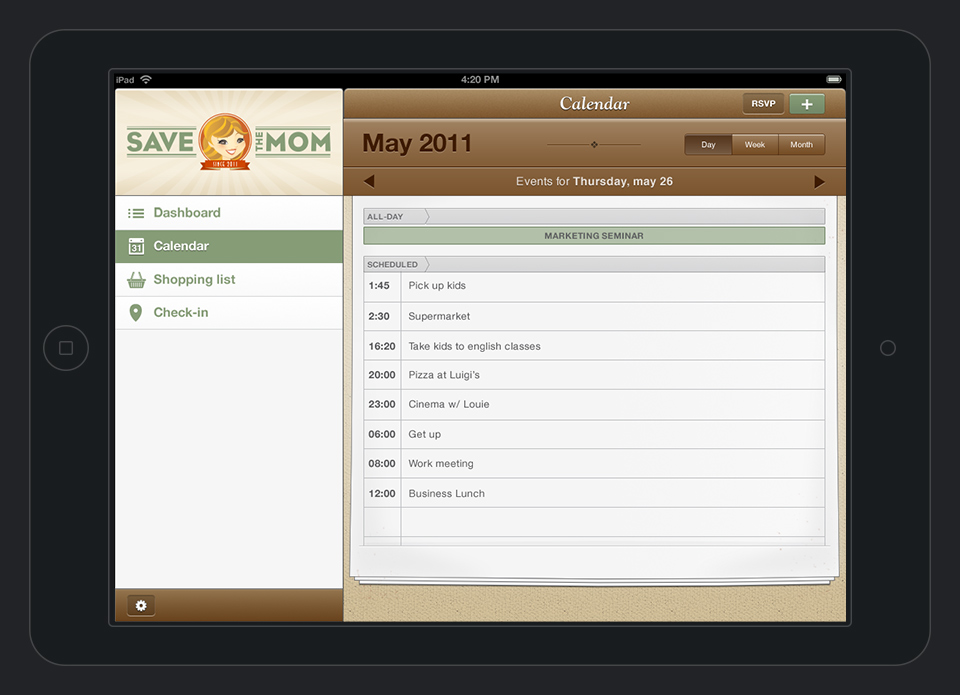 iPad
4:20 PM
SAVE THE MOM
SINCE 2011
Calendar
RSVP
+
May 2011
Day
Week
Month
Events for Thursday, may 26
Dashboard
31
Calendar
Shopping list
Check-in
ALL-DAY
MARKETING SEMINAR
SCHEDULED
1:45 Pick up kids
2:30 Supermarket
16:20 Take kids to english classes
20:00 Pizza at Luigi's
23:00 Cinema w/ Louie
06:00 Get up
08:00 Work meeting
12:00 Business Lunch